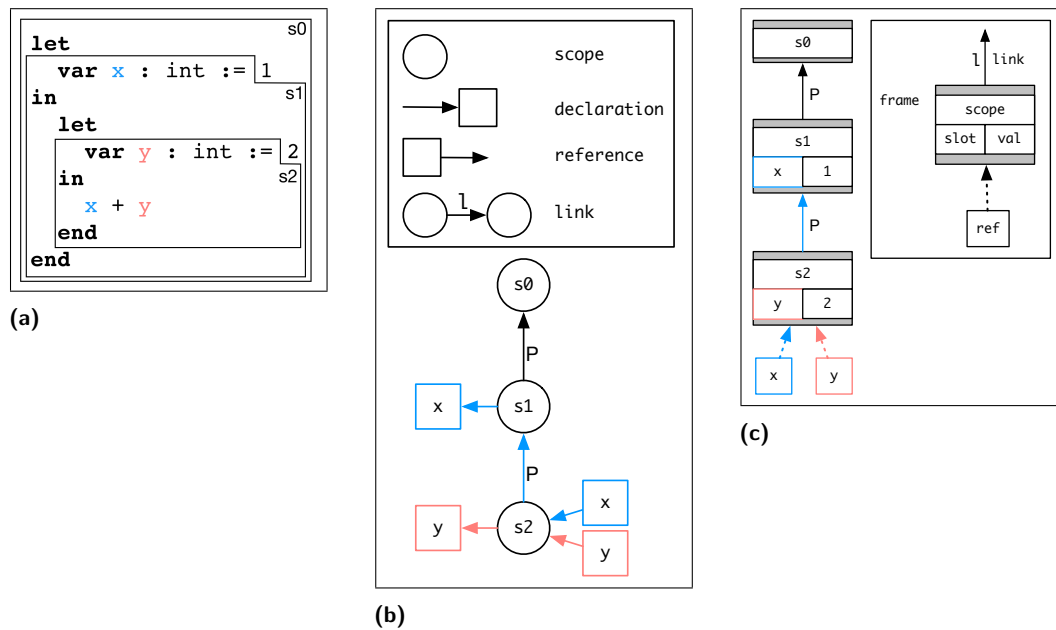 s0
let
var x : int := 1
s1
in
let
var y : int := 2
s2
in
x + y
end
end
(a)
scope
declaration
reference
l
link
s0
P
x
s1
P
x
y
s2
y
(b)
s0
P
s1
x 1
P
s2
y 2
x y
l link
frame
scope
slot val
ref
(c)